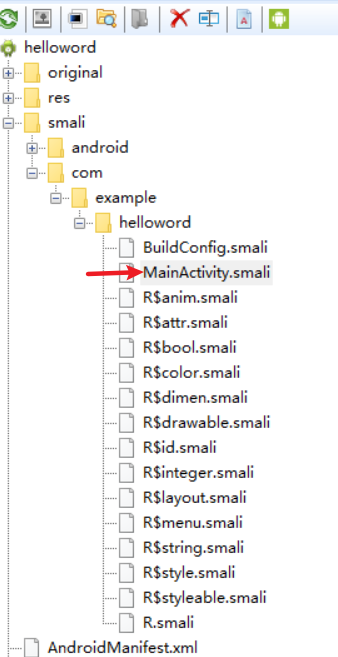 helloword
original
res
smali
android
com
example
helloword
BuildConfig.smali
MainActivity.smali
R$anim.smali
R$attr.smali
R$bool.smali
R$color.smali
R$dimen.smali
R$drawable.smali
R$id.smali
R$integer.smali
R$layout.smali
R$menu.smali
R$string.smali
R$style.smali
R$styleable.smali
R.smali
AndroidManifest.xml